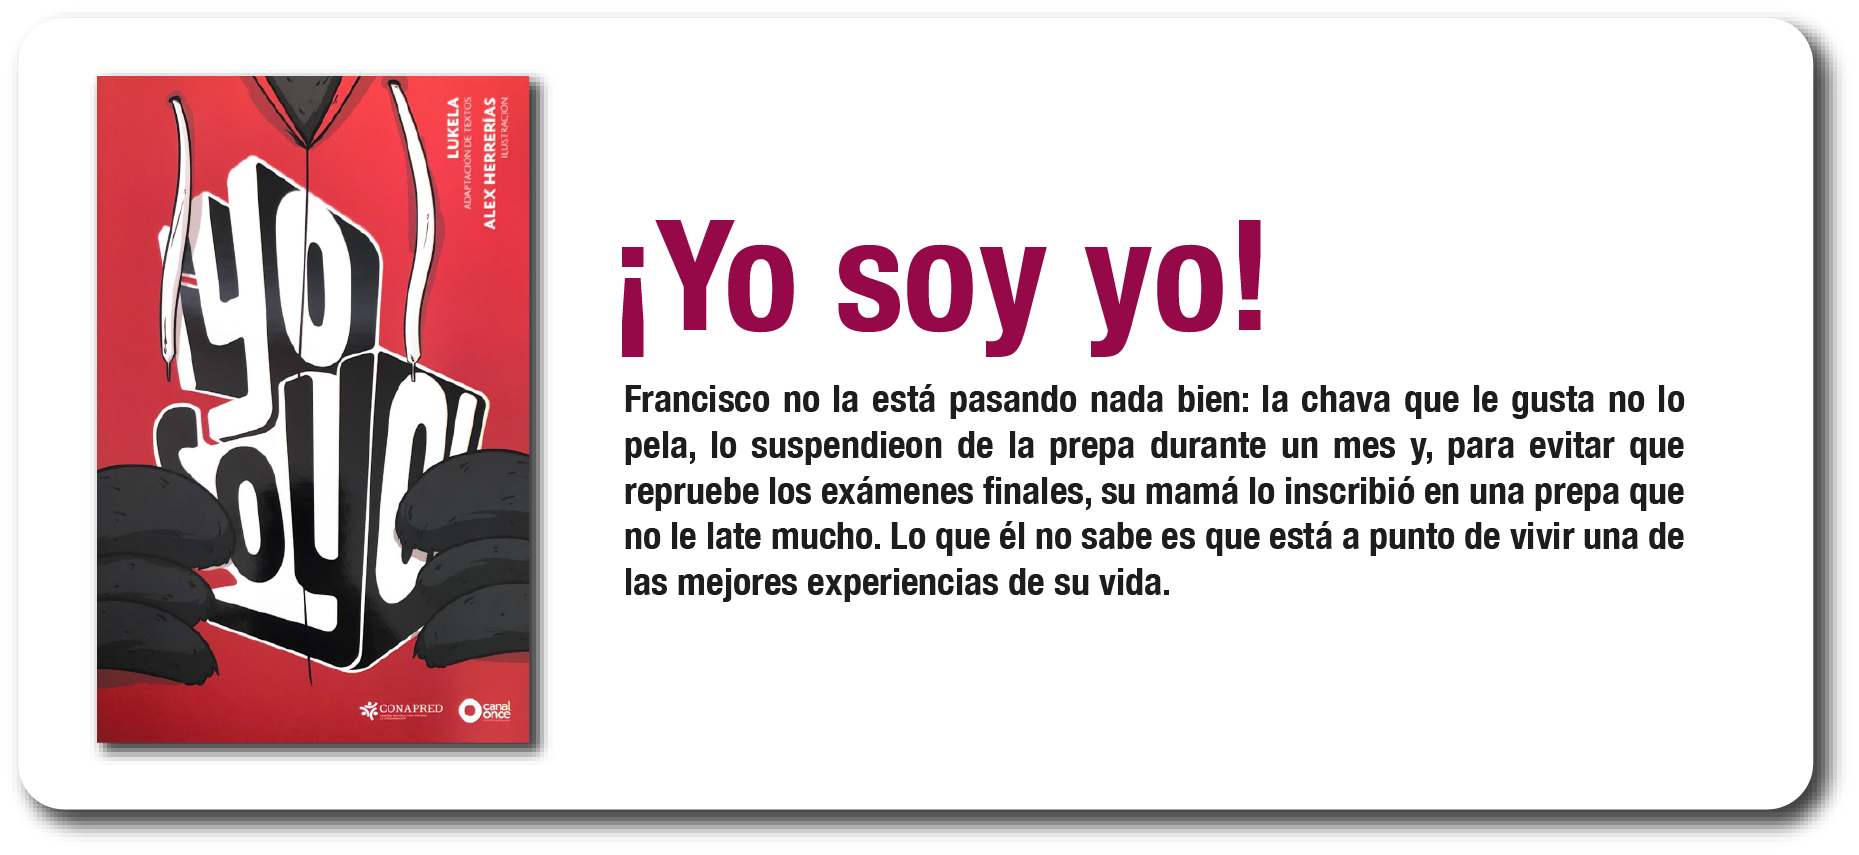 LUKELA
ADAPTACIÓN DE TEXTOS
ALEX HERRERÍAS
ILUSTRACIÓN
yo
soy
yo
CONAPRED
canal
once
¡Yo soy yo!
Francisco no la está pasando nada bien: la chava que le gusta no lo
pela, lo suspendieon de la prepa durante un mes y, para evitar que
repruebe los exámenes finales, su mamá lo inscribió en una prepa que
no le late mucho. Lo que él no sabe es que está a punto de vivir una de
las mejores experiencias de su vida.